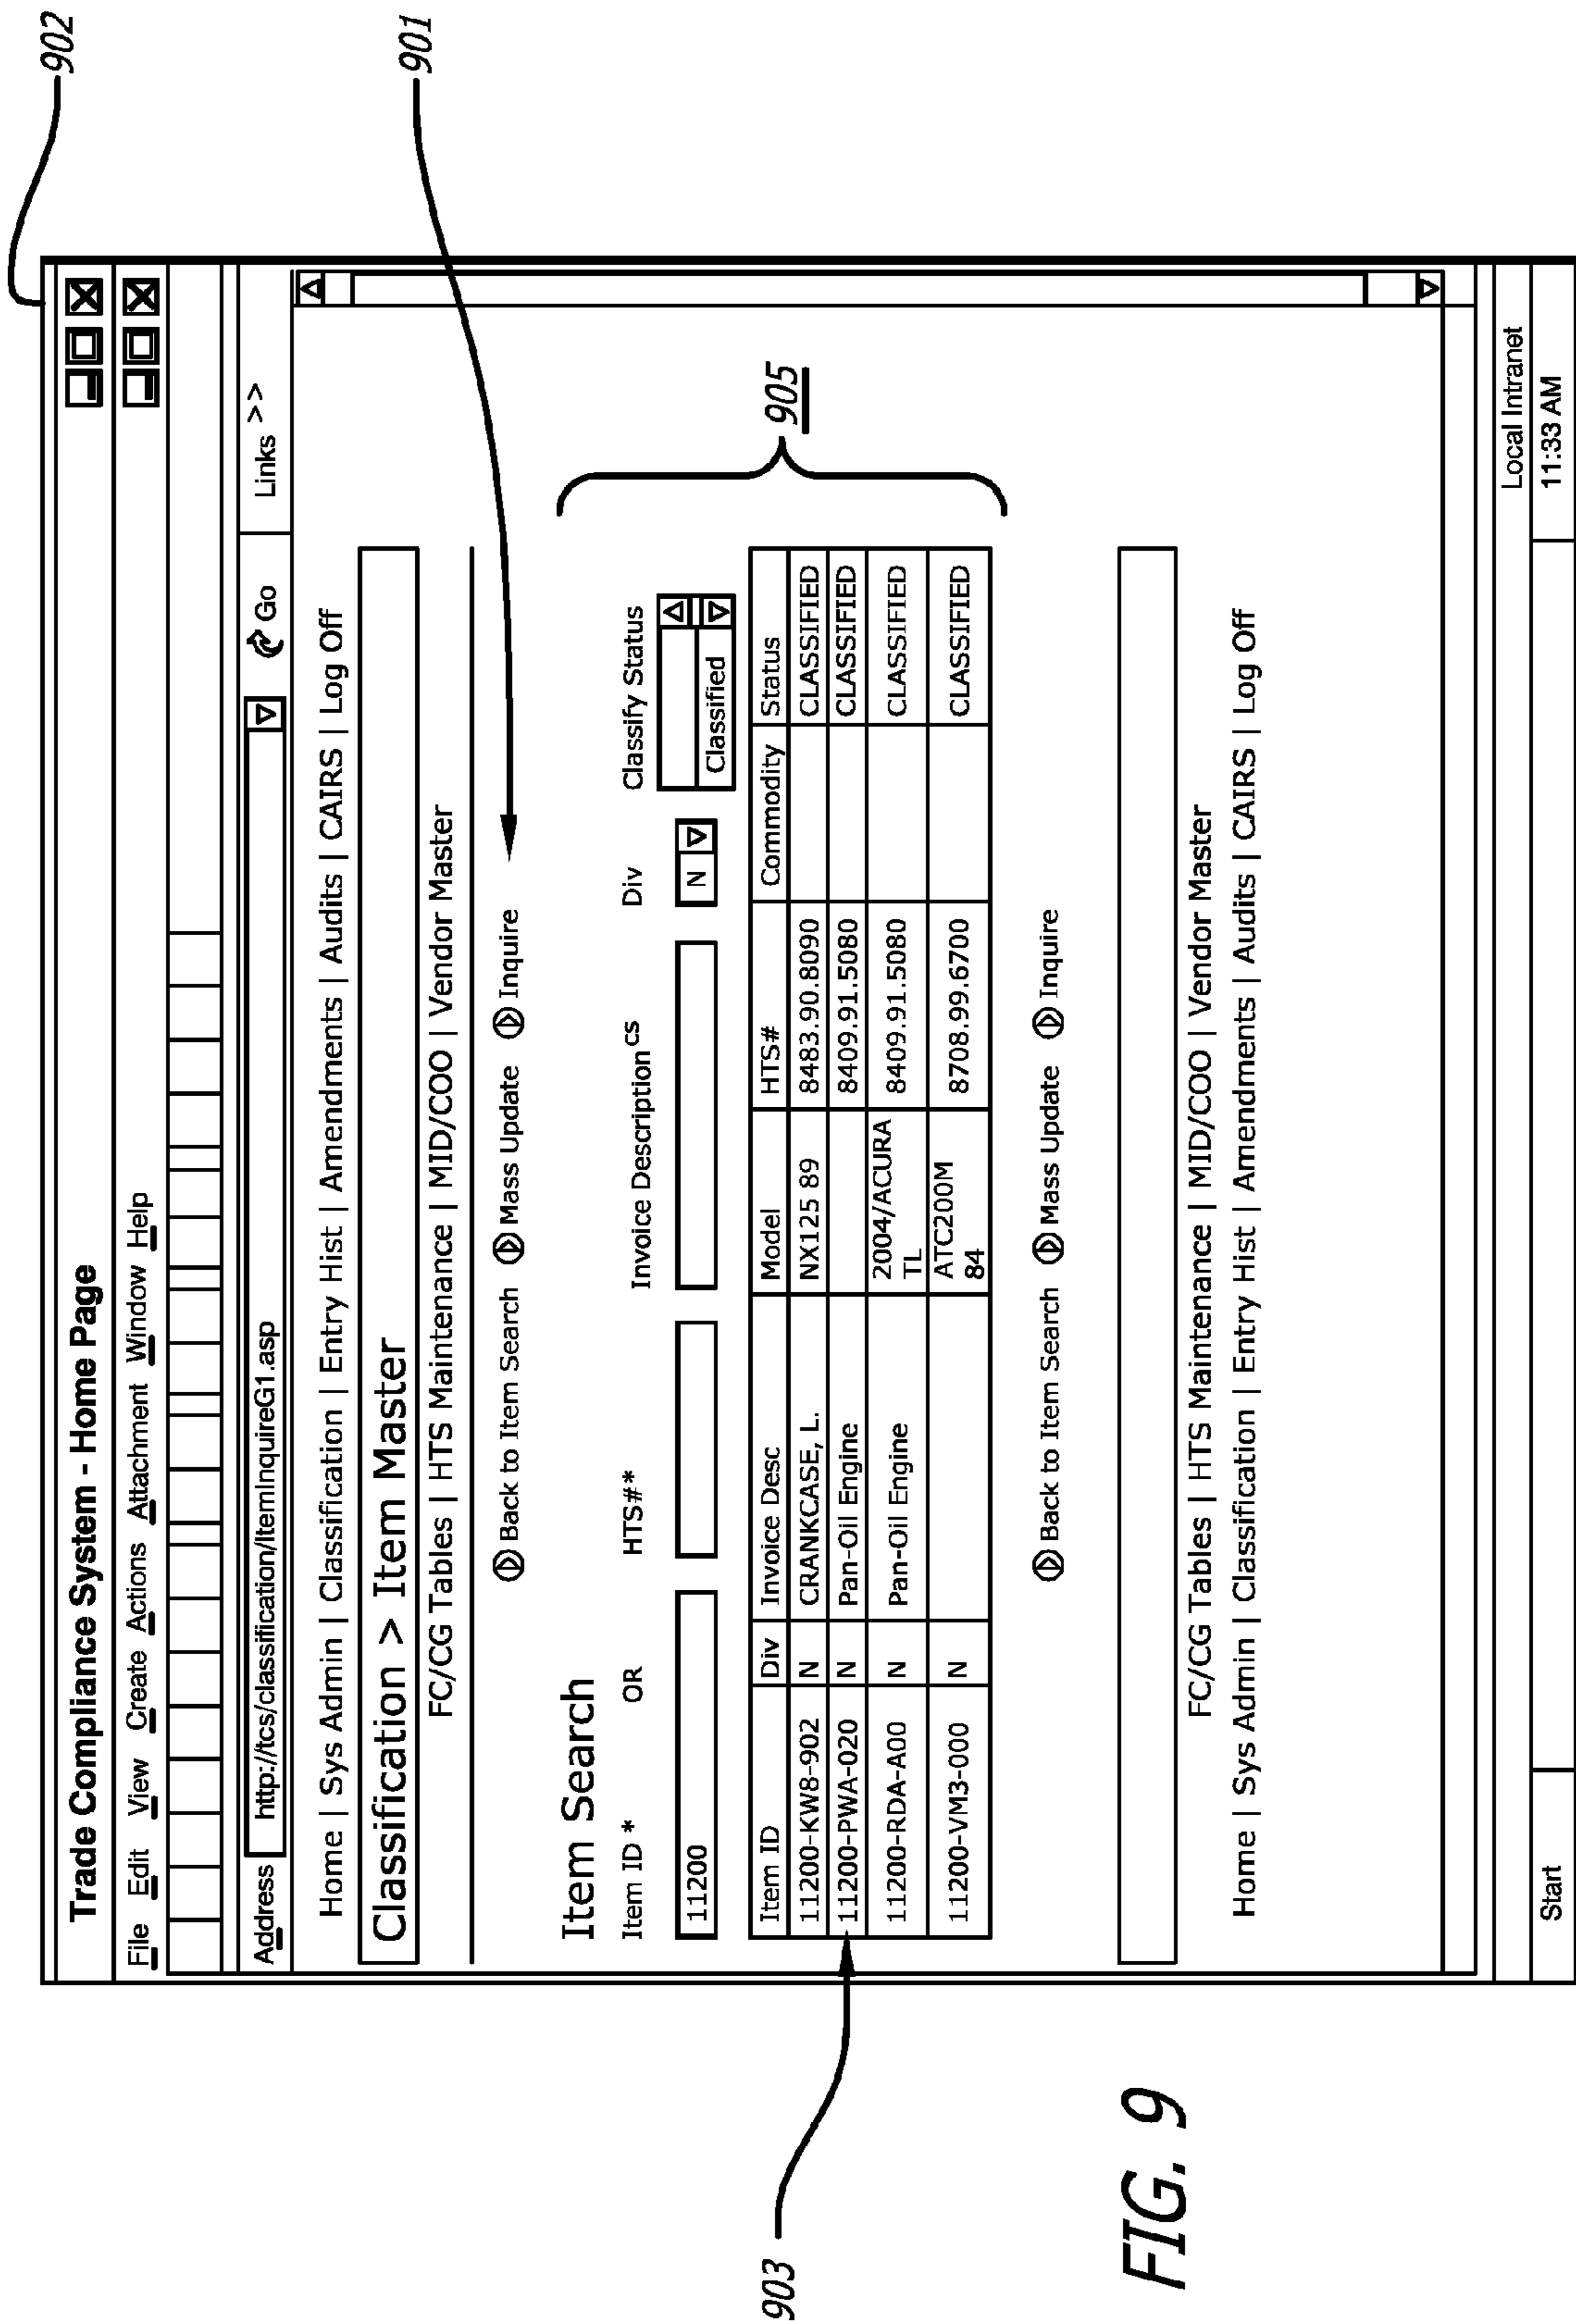 902
Trade Compliance System - Home Page
File Edit View Create Actions Attachment Window Help
Address http://tcs/classification/ItemInquireG1.asp Go Links >>
901
Home | Sys Admin | Classification | Entry Hist | Amendments | Audits | CAIRS | Log Off
Classification > Item Master
FC/CG Tables | HTS Maintenance | MID/COO | Vendor Master
Back to Item Search Mass Update Inquire
Item Search
Item ID * OR HTS#* Invoice Description CS Div Classify Status
11200 N Classified
905
Item ID Div Invoice Desc Model HTS# Commodity Status
11200-KW8-902 N CRANKCASE, L. NX125 89 8483.90.8090 CLASSIFIED
903
11200-PWA-020 N Pan-Oil Engine 8409.91.5080 CLASSIFIED
11200-RDA-A00 N Pan-Oil Engine 2004/ACURA TL 8409.91.5080 CLASSIFIED
11200-VM3-000 N ATC200M 84 8708.99.6700 CLASSIFIED
Back to Item Search Mass Update Inquire
FC/CG Tables | HTS Maintenance | MID/COO | Vendor Master
Home | Sys Admin | Classification | Entry Hist | Amendments | Audits | CAIRS | Log Off
Local Intranet
Start 11:33 AM
FIG. 9